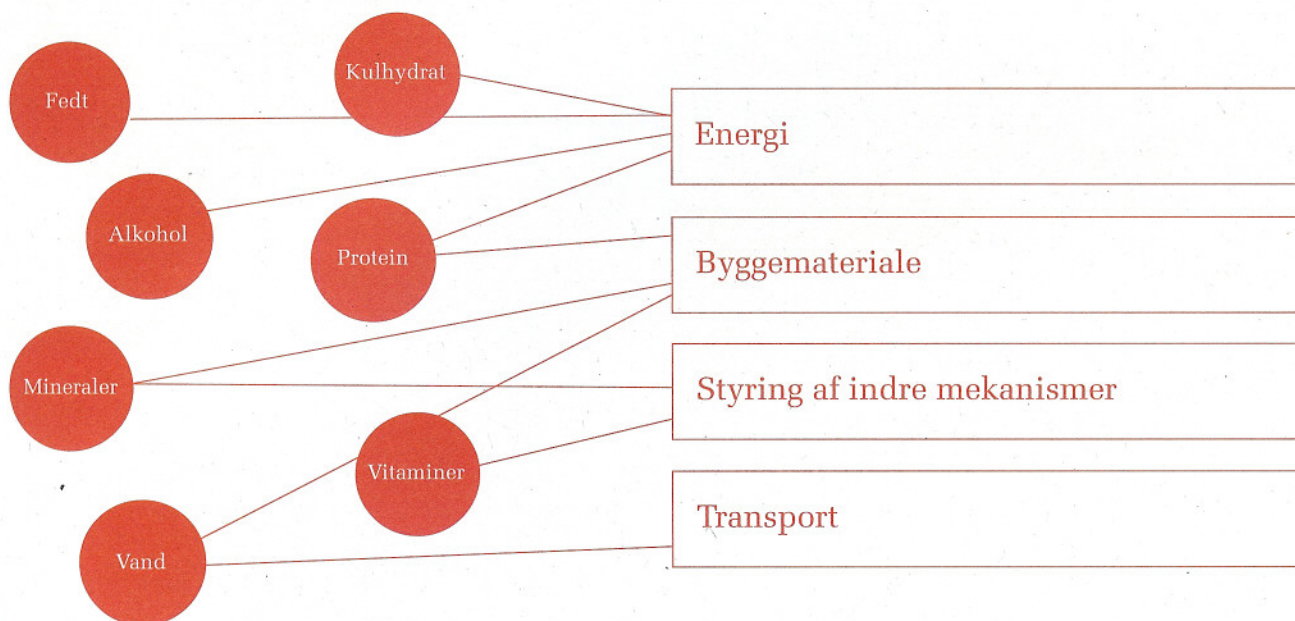 Fedt
Kulhydrat
Alkohol
Protein
Mineraler
Vitaminer
Vand
Energi
Byggemateriale
Styring af indre mekanismer
Transport